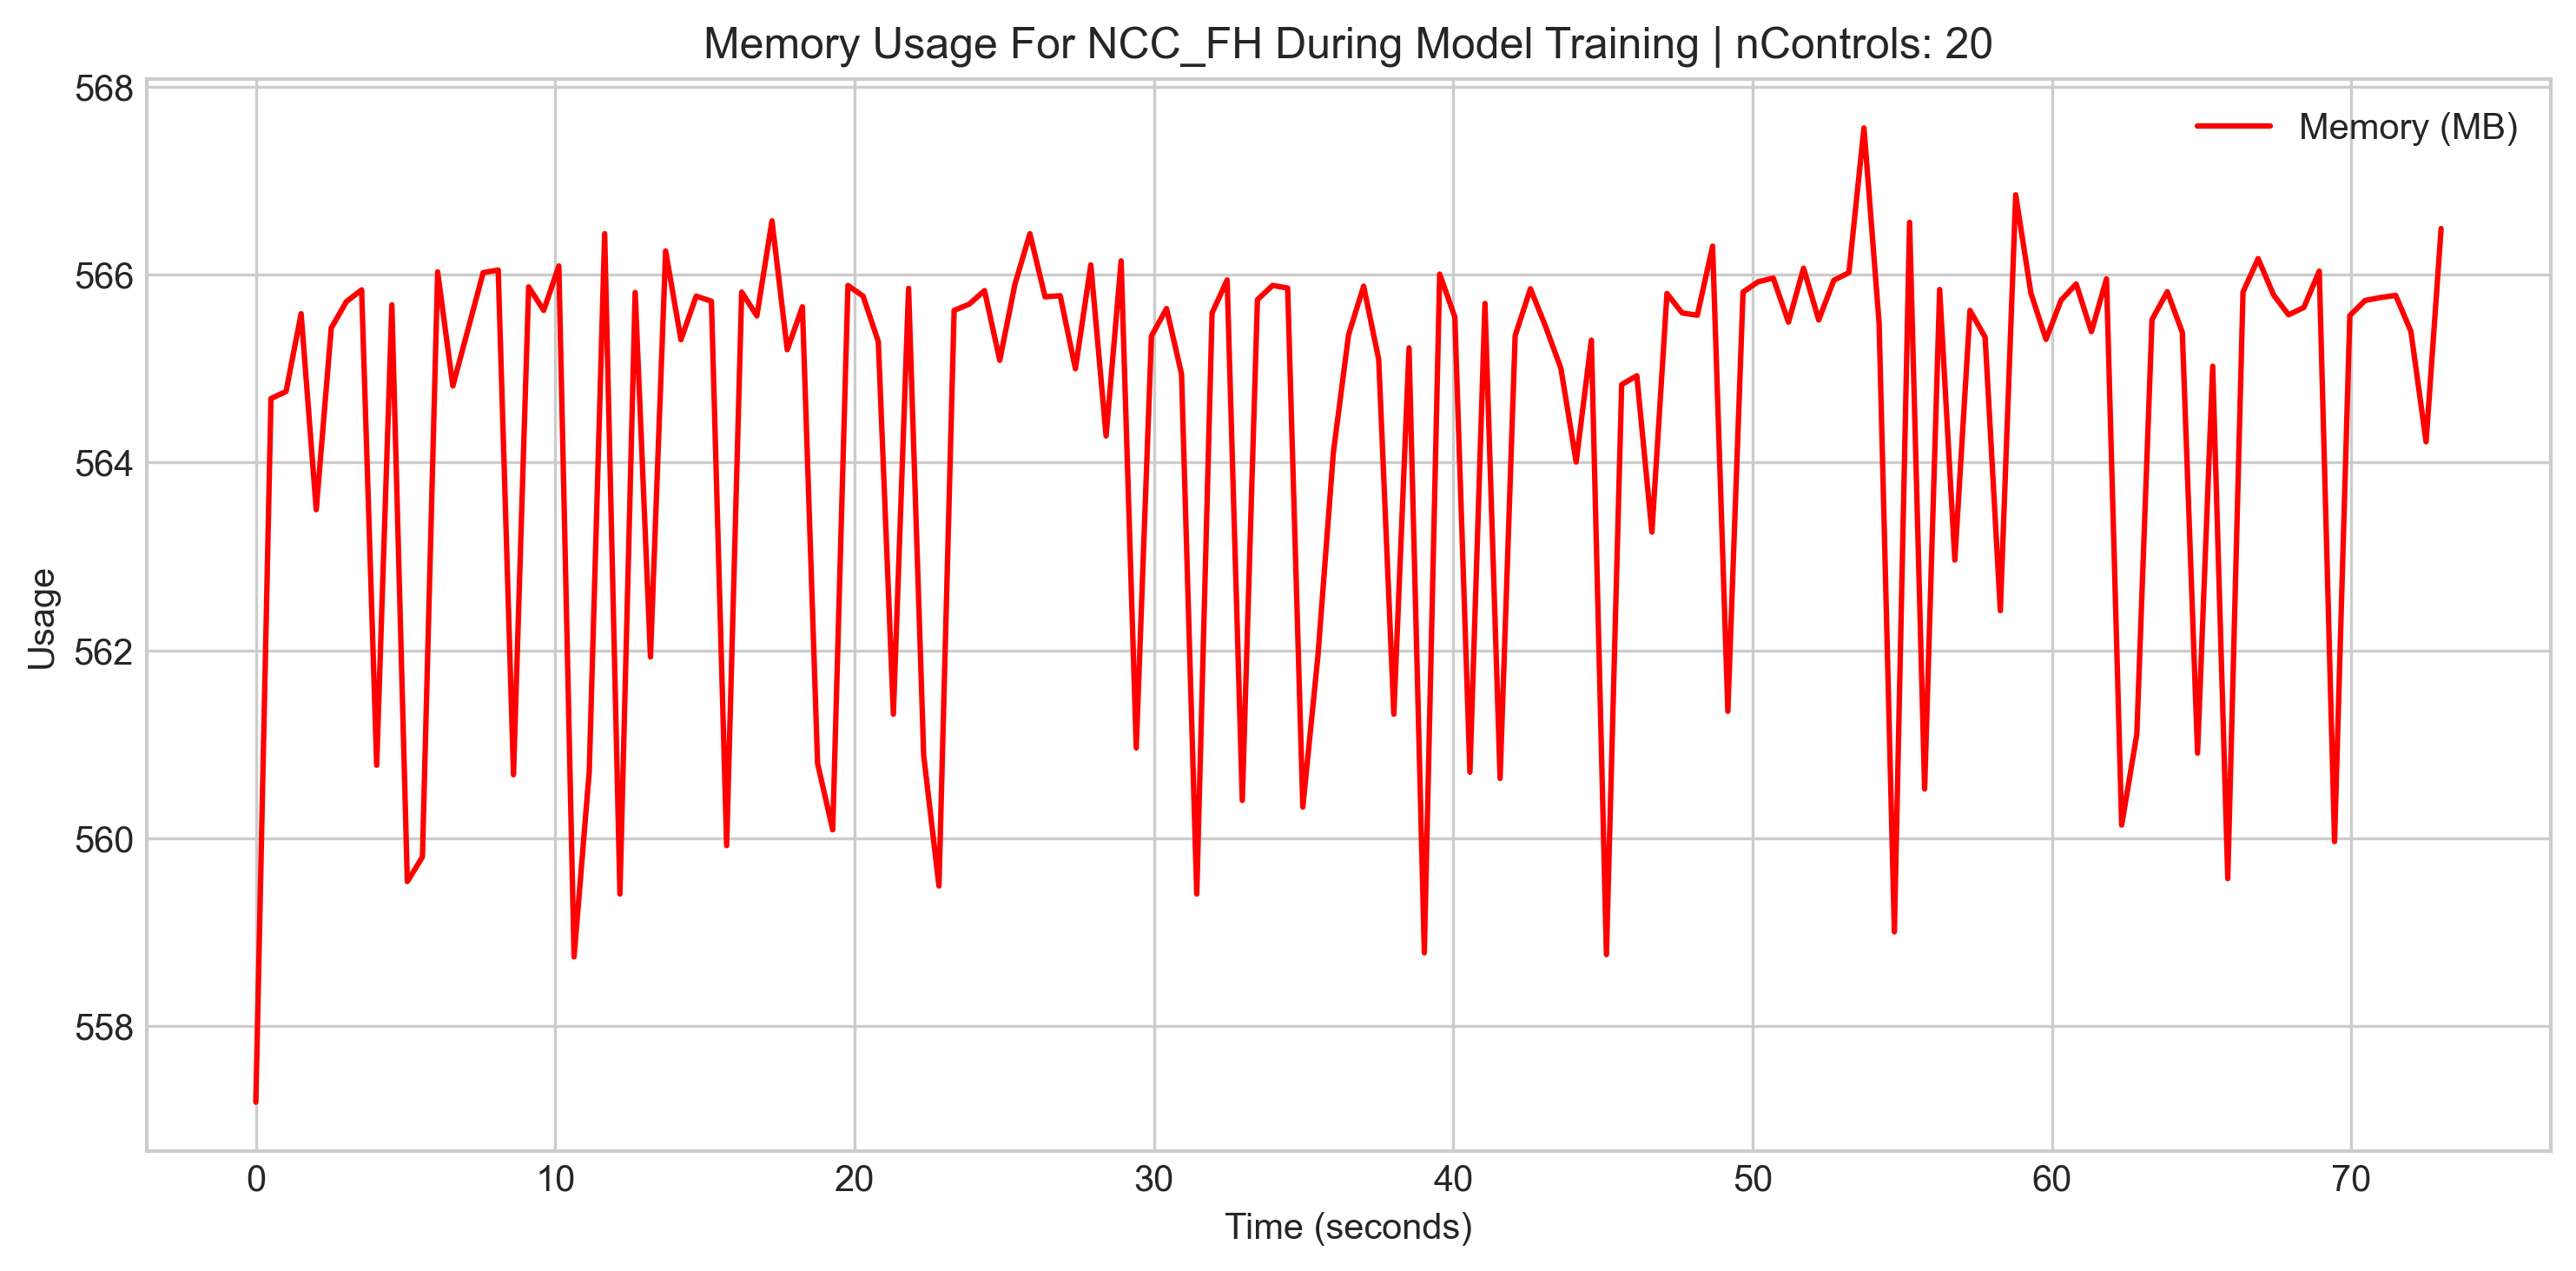 Memory Usage For NCC_FH During Model Training | nControls: 20
568
Memory (MB)
566
564
562
560
558
Usage
0 10 20 30 40 50 60 70
Time (seconds)